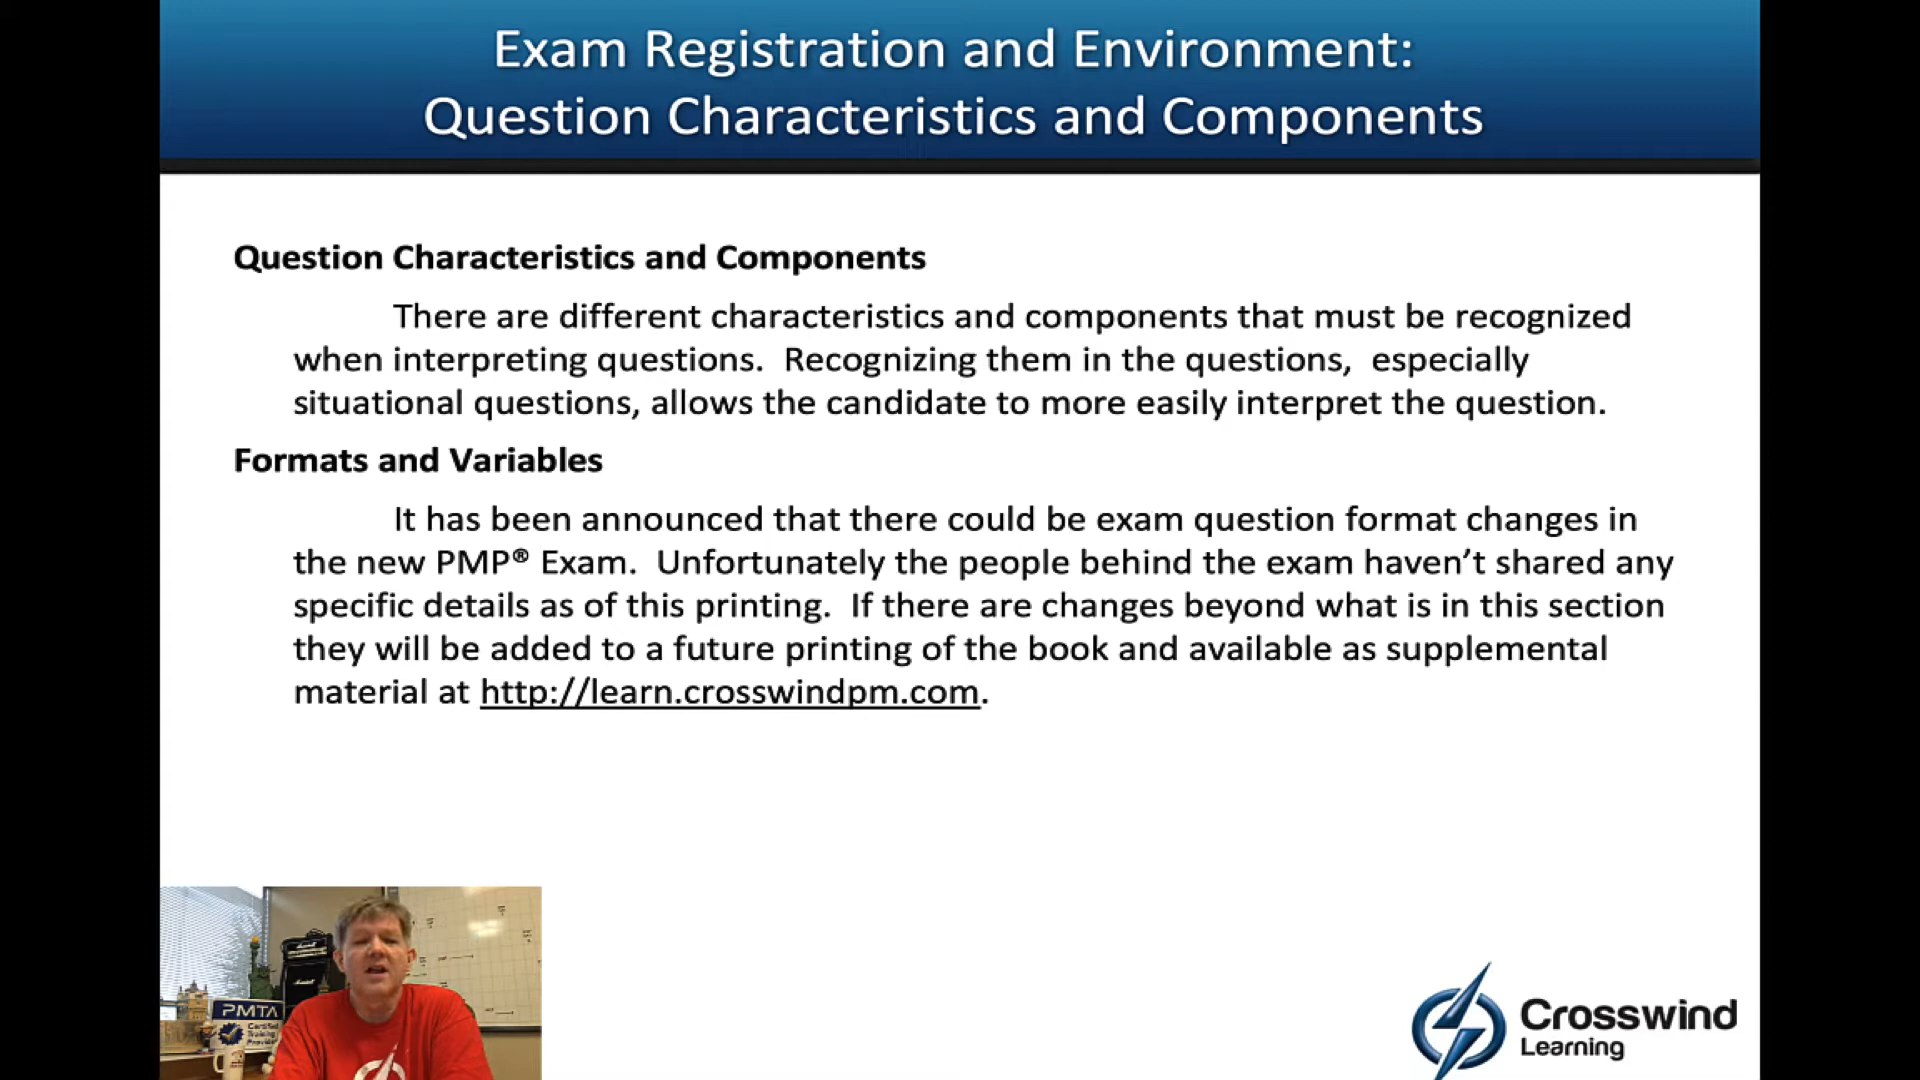 Exam Registration and Environment:
Question Characteristics and Components
Question Characteristics and Components
There are different characteristics and components that must be recognized
when interpreting questions. Recognizing them in the questions, especially
situational questions, allows the candidate to more easily interpret the question.
Formats and Variables
It has been announced that there could be exam question format changes in
the new PMP® Exam. Unfortunately the people behind the exam haven't shared any
specific details as of this printing. If there are changes beyond what is in this section
they will be added to a future printing of the book and available as supplemental
material at http://learn.crosswindpm.com.
PMTA
Certified
Training
Provider
Crosswind
Learning